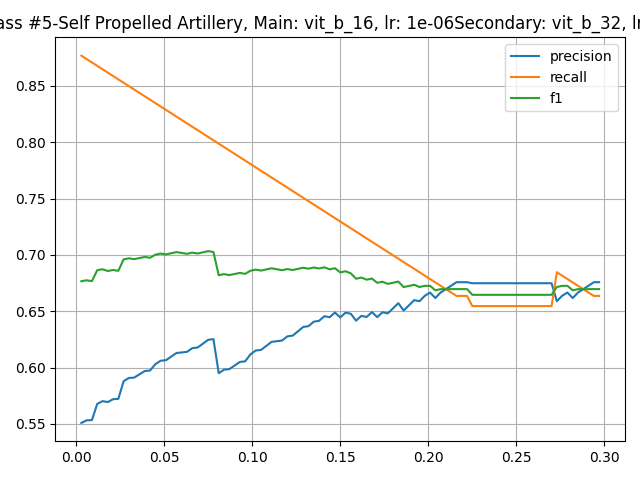 ass #5-Self Propelled Artillery, Main: vit_b_16, lr: 1e-06Secondary: vit_b_32, lr
precision
recall
f1
0.85
0.80
0.75
0.70
0.65
0.60
0.55
0.00 0.05 0.10 0.15 0.20 0.25 0.30